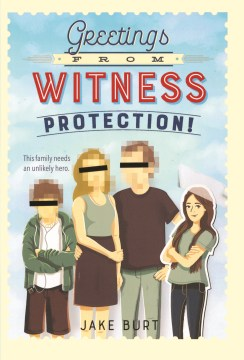 Greetings
FROM
WITNESS
PROTECTION!
This family needs
an unlikely hero.
JAKE BURT